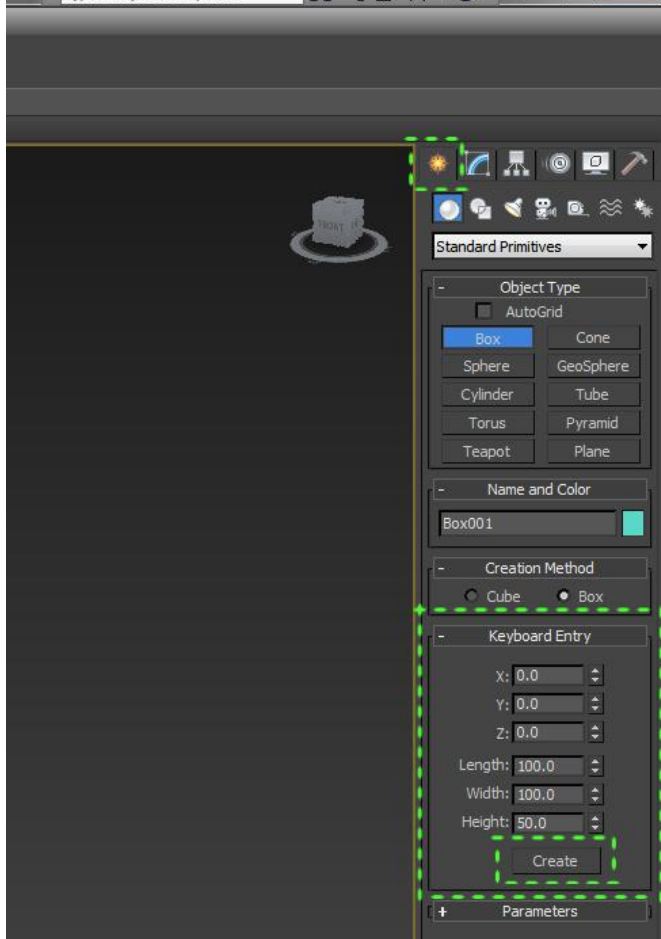 FRONT
Standard Primitives
- Object Type
AutoGrid
Box Cone
Sphere GeoSphere
Cylinder Tube
Torus Pyramid
Teapot Plane
- Name and Color
Box001
- Creation Method
Cube Box
- Keyboard Entry
X: 0.0
Y: 0.0
Z: 0.0
Length: 100.0
Width: 100.0
Height: 50.0
Create
+ Parameters